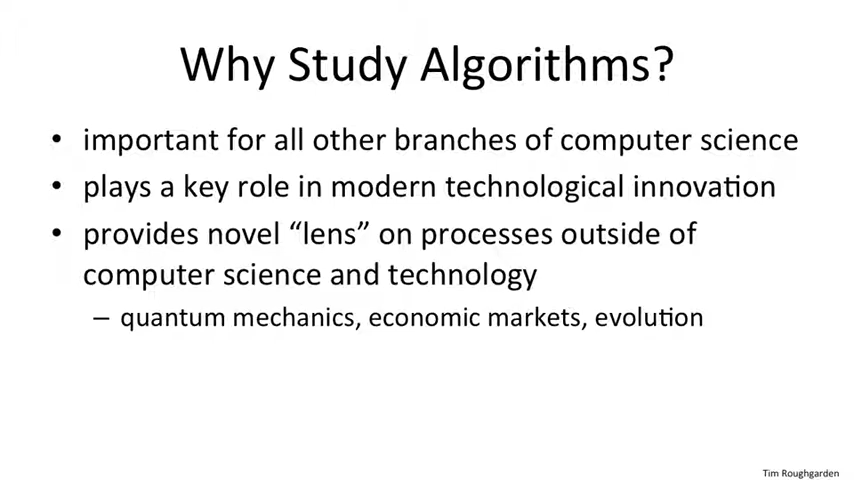 Why Study Algorithms?
• important for all other branches of computer science
• plays a key role in modern technological innovation
• provides novel “lens” on processes outside of
computer science and technology
– quantum mechanics, economic markets, evolution
Tim Roughgarden